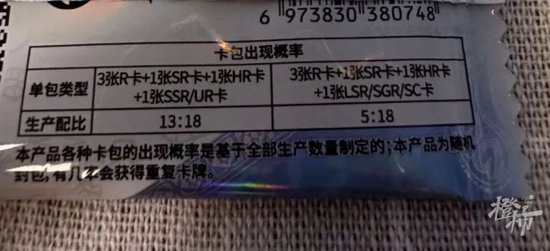 6 973830 380748
卡包出现概率
单包类型 3张R卡+1张SR卡+1张HR卡 +1张SSR/UR卡 3张R卡+1张SR卡+1张HR卡 +1张LSR/SGR/SC卡
生产配比 13:18 5:18
本产品各种卡包的出现概率是基于全部生产数量制定的;本产品为随机
封包,有几率会获得重复卡牌。
橙柿